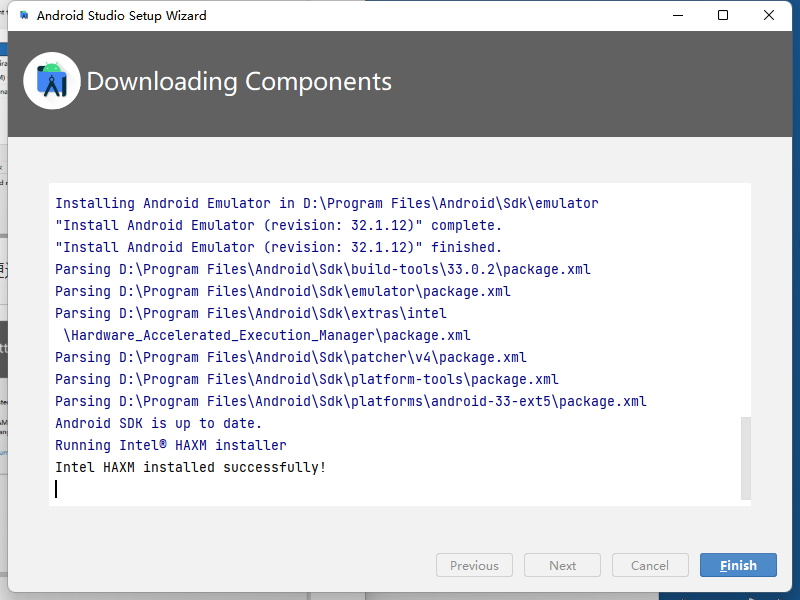 Android Studio Setup Wizard
Downloading Components
Installing Android Emulator in D:\Program Files\Android\Sdk\emulator
"Install Android Emulator (revision: 32.1.12)" complete.
"Install Android Emulator (revision: 32.1.12)" finished.
Parsing D:\Program Files\Android\Sdk\build-tools\33.0.2\package.xml
Parsing D:\Program Files\Android\Sdk\emulator\package.xml
Parsing D:\Program Files\Android\Sdk\extras\intel
\Hardware_Accelerated_Execution_Manager\package.xml
Parsing D:\Program Files\Android\Sdk\patcher\v4\package.xml
Parsing D:\Program Files\Android\Sdk\platform-tools\package.xml
Parsing D:\Program Files\Android\Sdk\platforms\android-33-ext5\package.xml
Android SDK is up to date.
Running Intel® HAXM installer
Intel HAXM installed successfully!
Previous
Next
Cancel
Finish